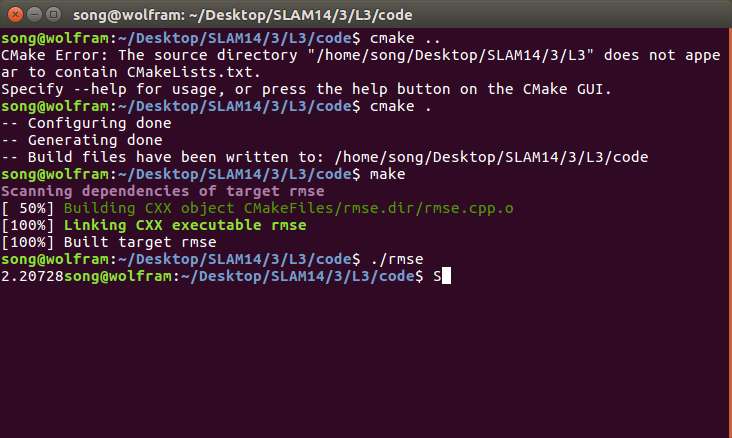 song@wolfram: ~/Desktop/SLAM14/3/L3/code
song@wolfram:~/Desktop/SLAM14/3/L3/code$ cmake ..
CMake Error: The source directory "/home/song/Desktop/SLAM14/3/L3" does not appe
ar to contain CMakeLists.txt.
Specify --help for usage, or press the help button on the CMake GUI.
song@wolfram:~/Desktop/SLAM14/3/L3/code$ cmake .
-- Configuring done
-- Generating done
-- Build files have been written to: /home/song/Desktop/SLAM14/3/L3/code
song@wolfram:~/Desktop/SLAM14/3/L3/code$ make
Scanning dependencies of target rmse
[ 50%] Building CXX object CMakeFiles/rmse.dir/rmse.cpp.o
[100%] Linking CXX executable rmse
[100%] Built target rmse
song@wolfram:~/Desktop/SLAM14/3/L3/code$ ./rmse
2.20728song@wolfram:~/Desktop/SLAM14/3/L3/code$ S